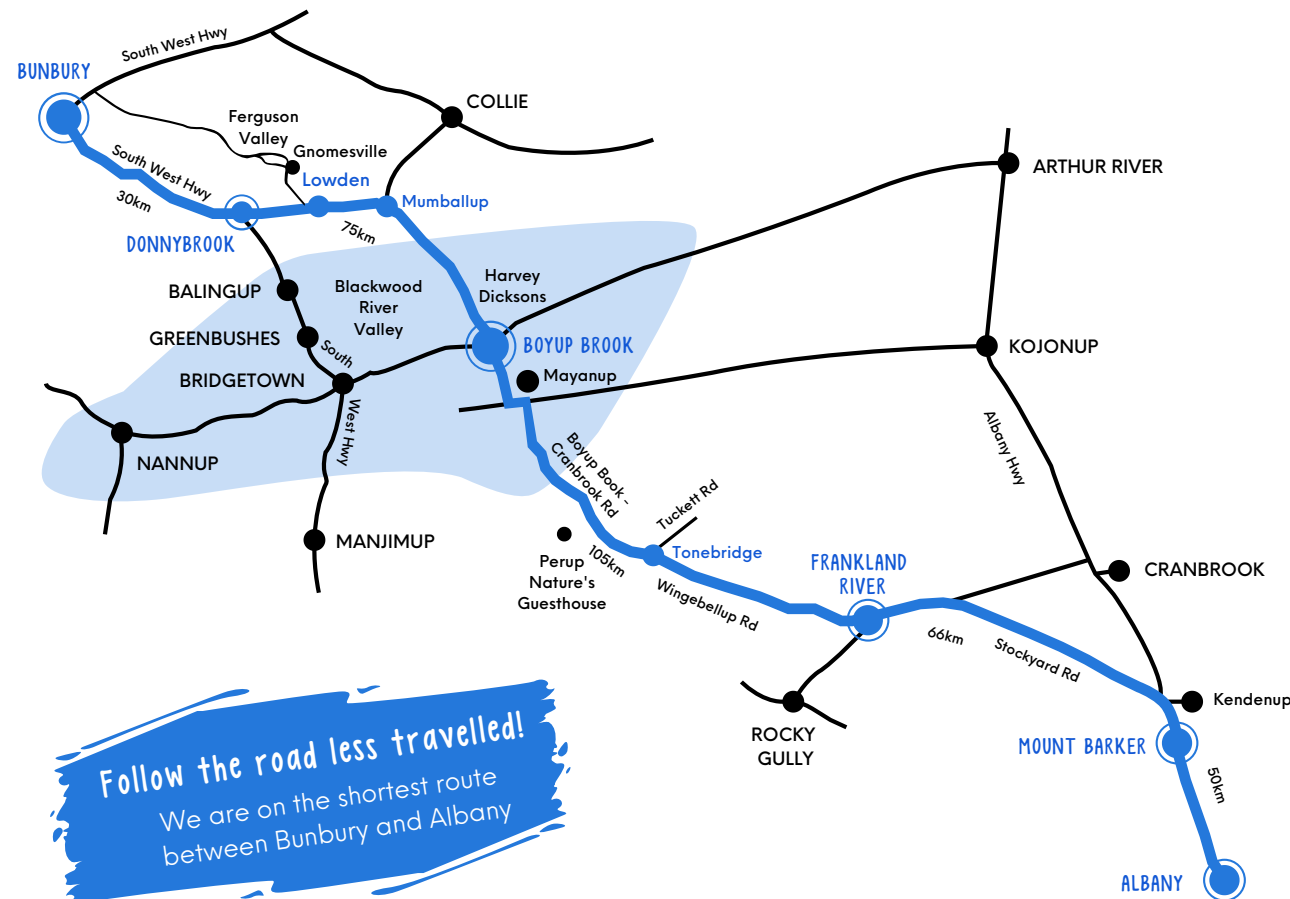 South West Hwy
BUNBURY
COLLIE
Ferguson
Valley
Gnomesville
South West Hwy
Lowden
ARTHUR RIVER
30km
Mumballup
75km
DONNYBROOK
Harvey
Dicksons
BALINGUP
Blackwood
River
Valley
GREENBUSHES
South
BOYUP BROOK
KOJONUP
BRIDGETOWN
Mayanup
West Hwy
Albany Hwy
NANNUP
Boyup Book -
Cranbrook Rd
Tuckett Rd
MANJIMUP
105km
Tonebridge
Perup
Nature's
Guesthouse
FRANKLAND
RIVER
CRANBROOK
Wingebellup Rd
66km
Stockyard Rd
Kendenup
ROCKY
GULLY
MOUNT BARKER
50km
ALBANY
Follow the road less travelled!
We are on the shortest route
between Bunbury and Albany